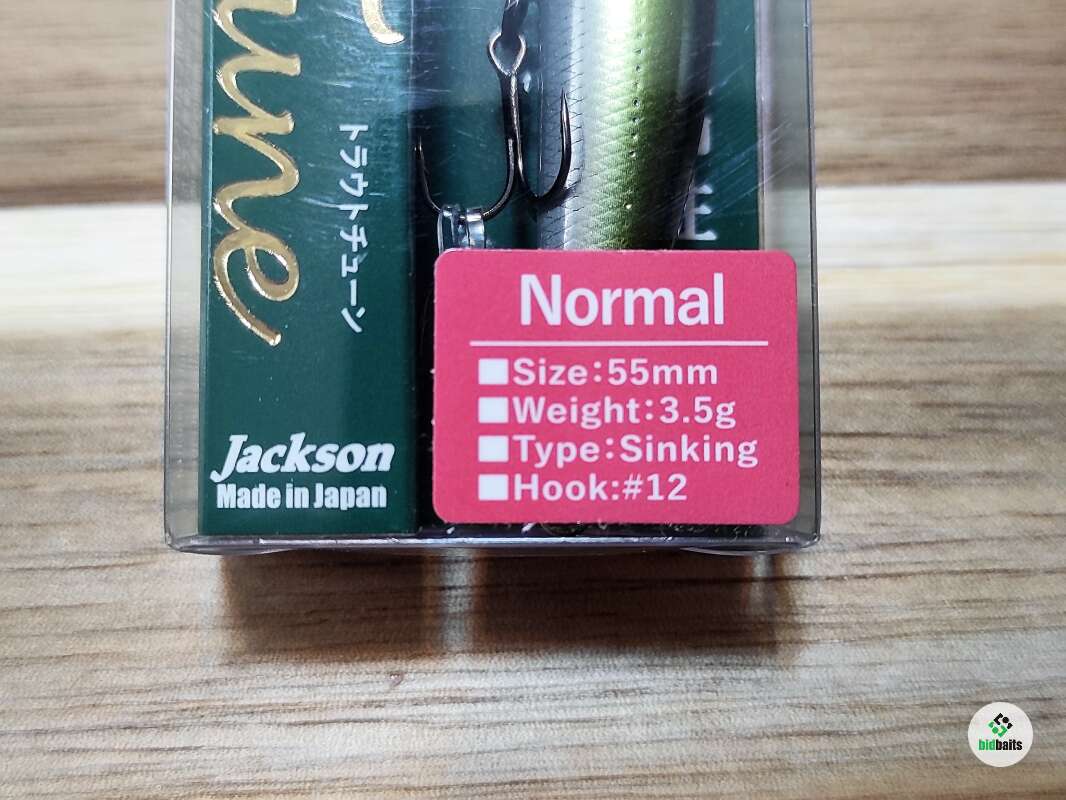 une
トラウトチューン
Jackson
Made in Japan
Normal
Size:55mm
Weight:3.5g
Type:Sinking
Hook:#12
bidbaits